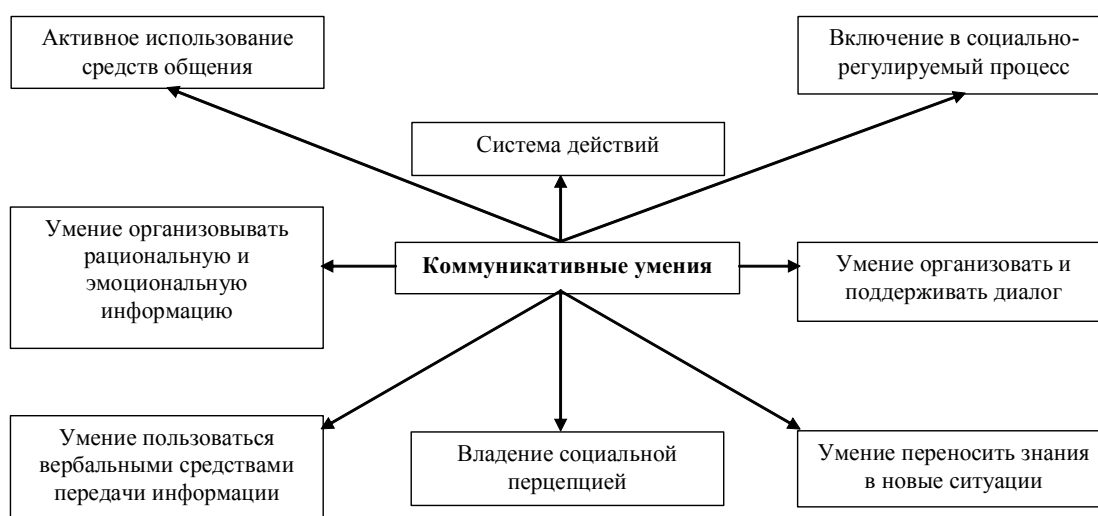 Активное использование
средств общения
Включение в социально-
регулируемый процесс
Система действий
Умение организовывать
рациональную и
эмоциональную
информацию
Коммуникативные умения
Умение организовать и
поддерживать диалог
Умение пользоваться
вербальными средствами
передачи информации
Владение социальной
перцепцией
Умение переносить знания
в новые ситуации